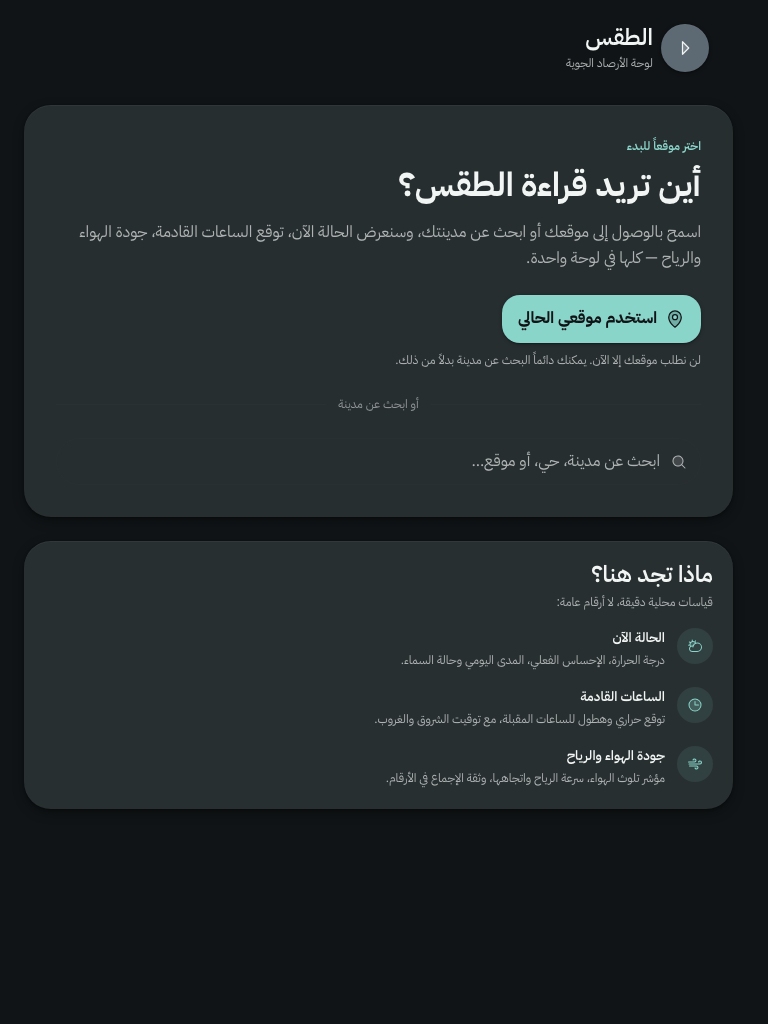 الطقس
لوحة الأرصاد الجوية
اختر موقعاً للبدء
أين تريد قراءة الطقس؟
اسمح بالوصول إلى موقعك أو ابحث عن مدينتك، وسنعرض الحالة الآن، توقع الساعات القادمة، جودة الهواء
والرياح — كلها في لوحة واحدة.
استخدم موقعي الحالي
لن نطلب موقعك إلا الآن. يمكنك دائماً البحث عن مدينة بدلاً من ذلك.
أو ابحث عن مدينة
ابحث عن مدينة، حي، أو موقع...
ماذا تجد هنا؟
قياسات محلية دقيقة، لا أرقام عامة:
الحالة الآن
درجة الحرارة، الإحساس الفعلي، المدى اليومي وحالة السماء.
الساعات القادمة
توقع حراري وهطول للساعات المقبلة، مع توقيت الشروق والغروب.
جودة الهواء والرياح
مؤشر تلوث الهواء، سرعة الرياح واتجاهها، وثقة الإجماع في الأرقام.